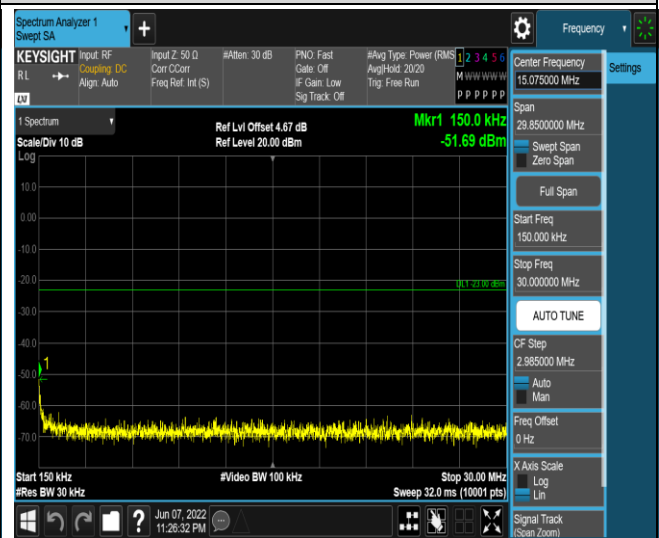 Spectrum Analyzer 1
Swept SA
+
Frequency
KEYSIGHT
RL
LNI
Input: RF
Coupling: DC
Align: Auto
Input Z: 50 Ω
Corr CCorr
Freq Ref: Int (S)
#Atten: 30 dB
PNO: Fast
Gate: Off
IF Gain: Low
Sig Track: Off
#Avg Type: Power (RMS
Avg|Hold: 20/20
Trig: Free Run
1 2 3 4 5 6
M W W W W W
P P P P P P
1 Spectrum
Scale/Div 10 dB
Ref Lvl Offset 4.67 dB
Ref Level 20.00 dBm
Mkr1 150.0 kHz
-51.69 dBm
Log
10.0
0.00
-10.0
-20.0
DL1 -23.00 dBm
-30.0
-40.0
1
-50.0
-60.0
-70.0
Start 150 kHz
#Res BW 30 kHz
#Video BW 100 kHz
Stop 30.00 MHz
Sweep 32.0 ms (10001 pts)
?
Jun 07, 2022
11:26:32 PM
Settings
Center Frequency
15.075000 MHz
Span
29.8500000 MHz
Swept Span
Zero Span
Full Span
Start Freq
150.000 kHz
Stop Freq
30.000000 MHz
AUTO TUNE
CF Step
2.985000 MHz
Auto
Man
Freq Offset
0 Hz
X Axis Scale
Log
Lin
Signal Track
(Span Zoom)